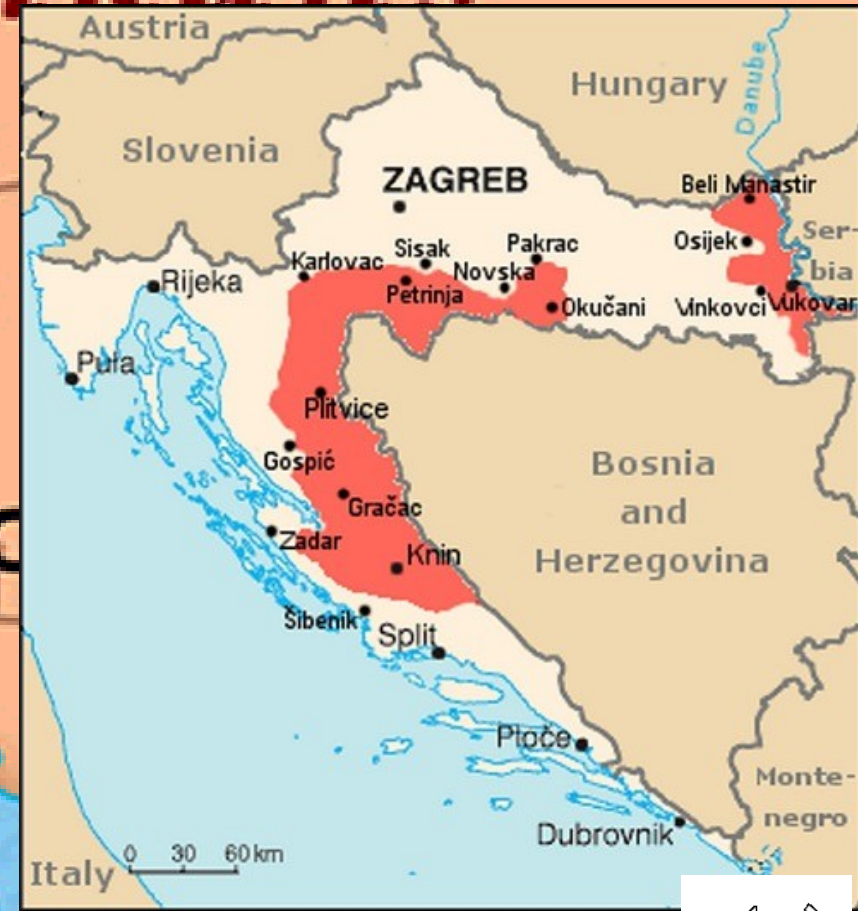 Austria
Hungary
Danube
Slovenia
ZAGREB
Beli Manastir
Ser-
bia
Osijek
Pakrac
Sisak
Karlovac
Novska
Rijeka
Petrinja
Okučani
Vinkovci
Vukovar
Pula
Plitvice
Gospić
Bosnia
and
Herzegovina
Gračac
Zadar
Knin
Šibenik
Split
Ploče
Monte-
negro
Dubrovnik
0 30 60 km
Italy